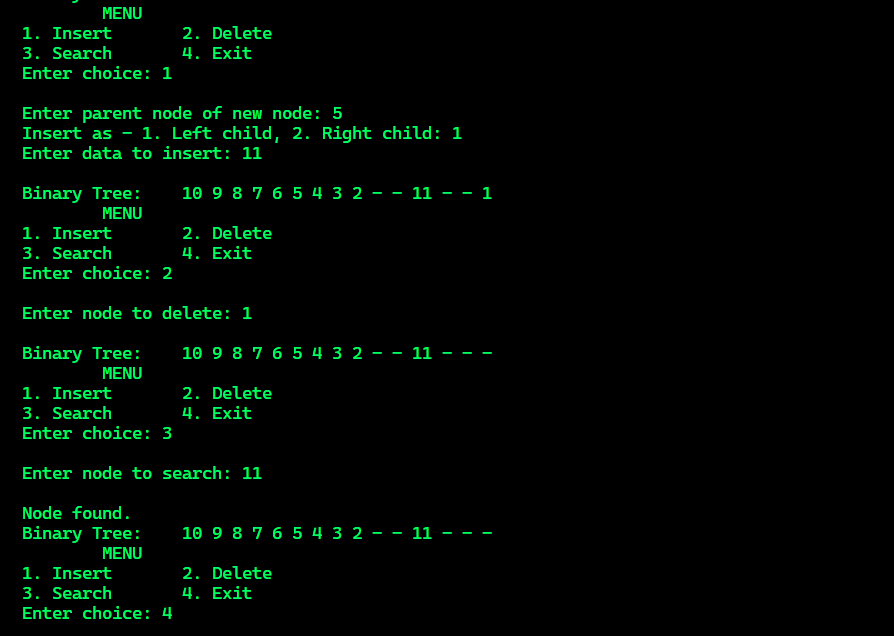 MENU
1. Insert       2. Delete
3. Search       4. Exit
Enter choice: 1
Enter parent node of new node: 5
Insert as - 1. Left child, 2. Right child: 1
Enter data to insert: 11
Binary Tree:    10 9 8 7 6 5 4 3 2 - - 11 - - 1
MENU
1. Insert       2. Delete
3. Search       4. Exit
Enter choice: 2
Enter node to delete: 1
Binary Tree:    10 9 8 7 6 5 4 3 2 - - 11 - - -
MENU
1. Insert       2. Delete
3. Search       4. Exit
Enter choice: 3
Enter node to search: 11
Node found.
Binary Tree:    10 9 8 7 6 5 4 3 2 - - 11 - - -
MENU
1. Insert       2. Delete
3. Search       4. Exit
Enter choice: 4